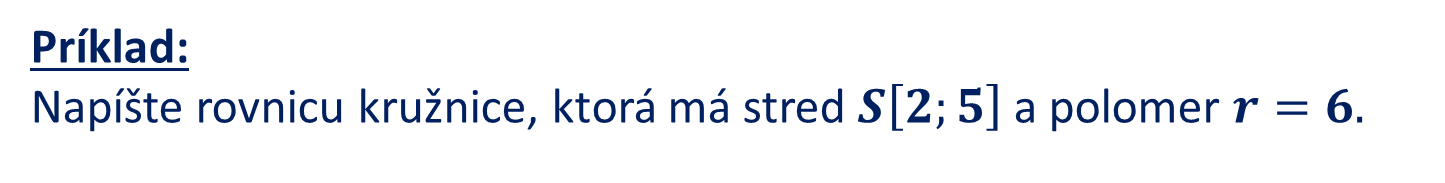 Príklad:
Napíšte rovnicu kružnice, ktorá má stred S[2; 5] a polomer r = 6.